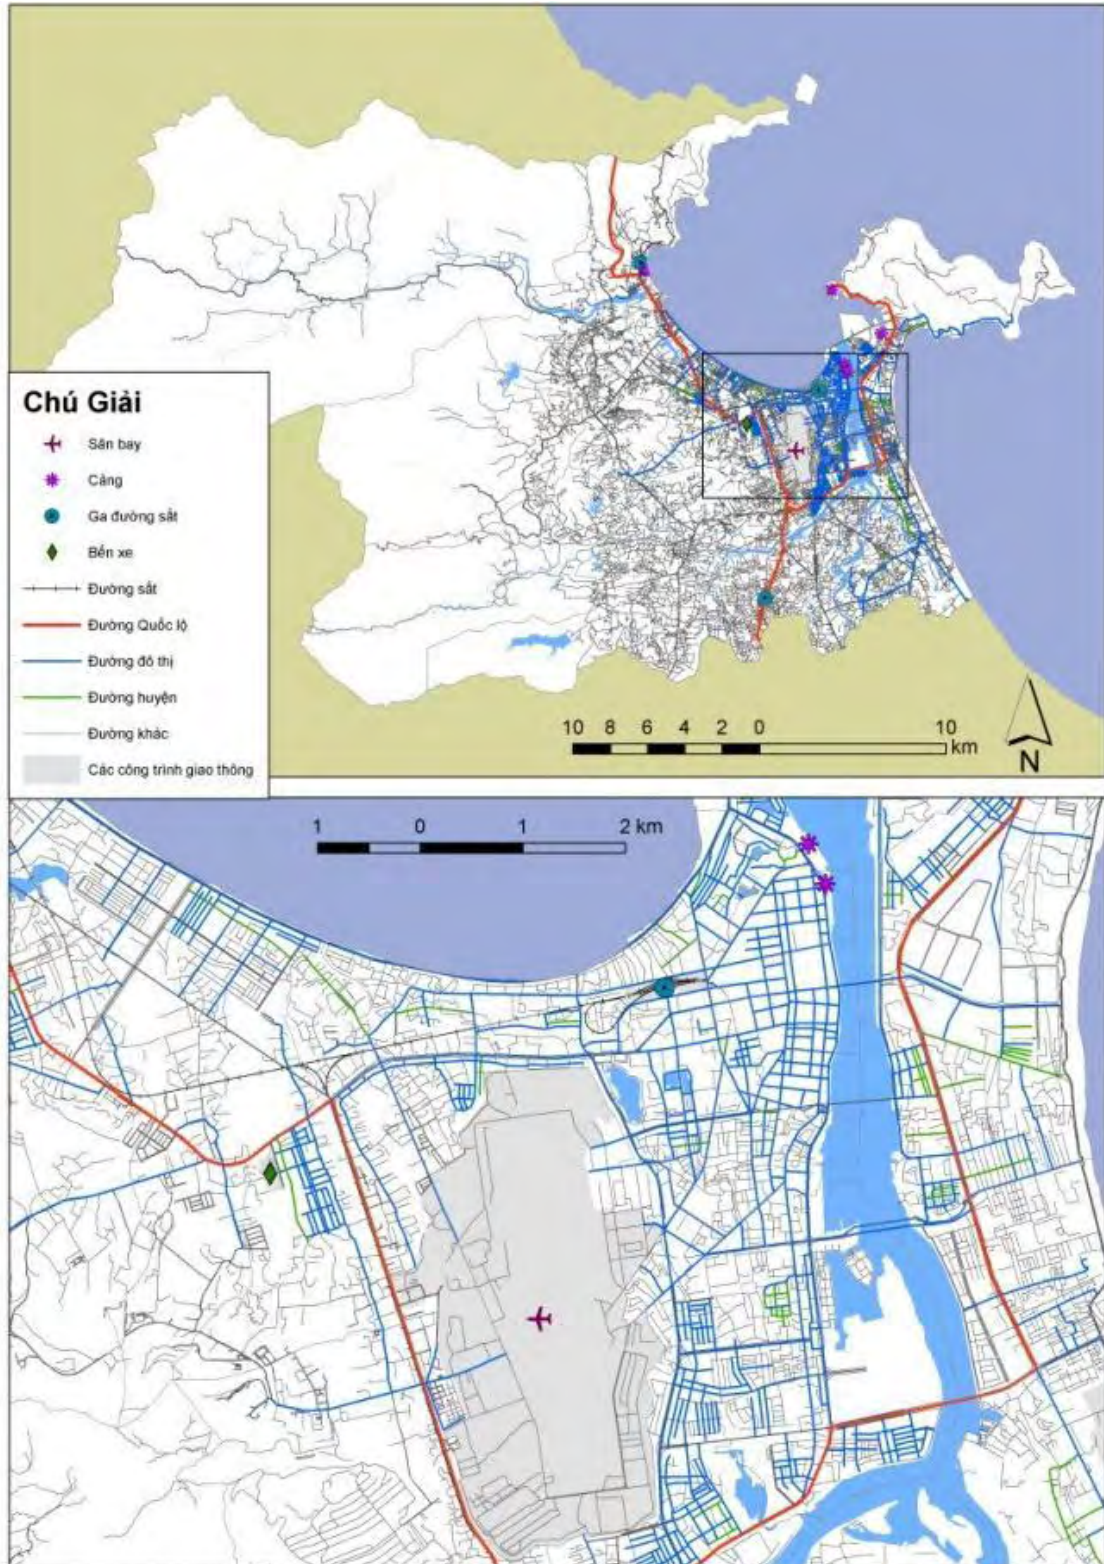 Chú Giải
Sân bay
Cảng
Ga đường sắt
Bến xe
Đường sắt
Đường Quốc lộ
Đường đô thị
Đường huyện
Đường khác
Các công trình giao thông
10 8 6 4 2 0 10
km
N
1 0 1 2 km